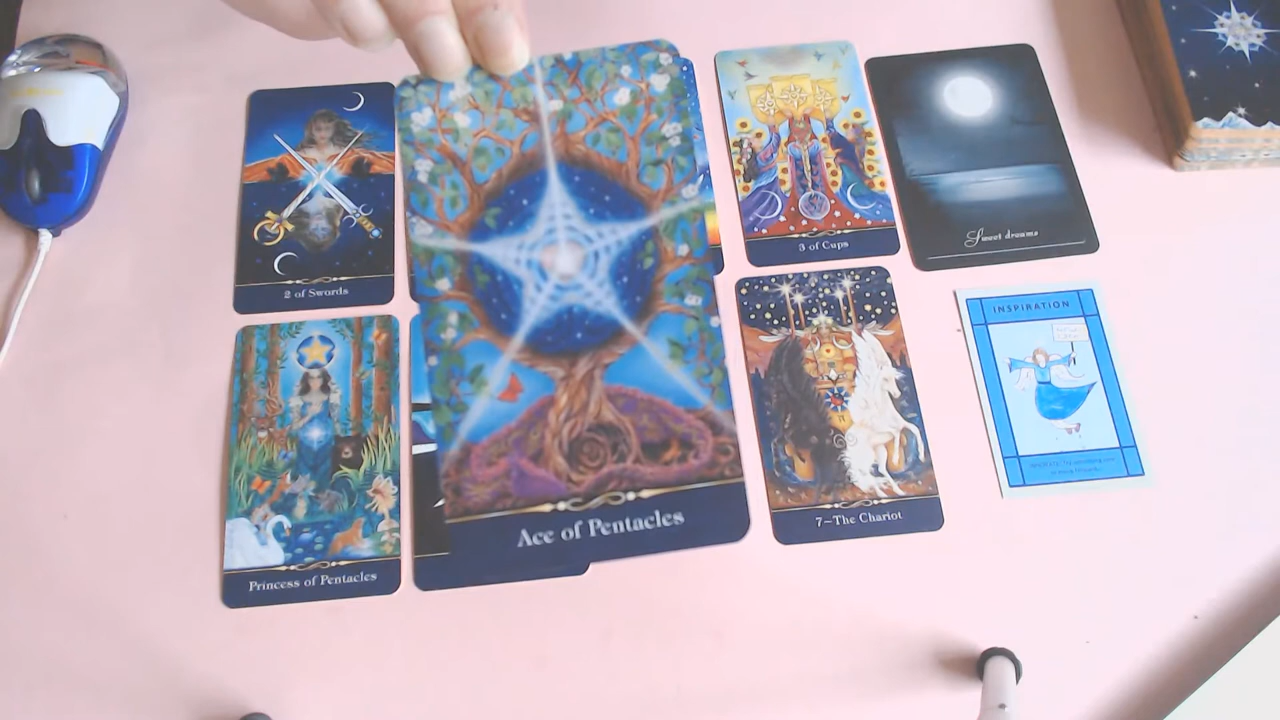 2 of Swords
3 of Cups
Sweet dreams
INSPIRATION
Ace of Pentacles
7~The Chariot
Princess of Pentacles